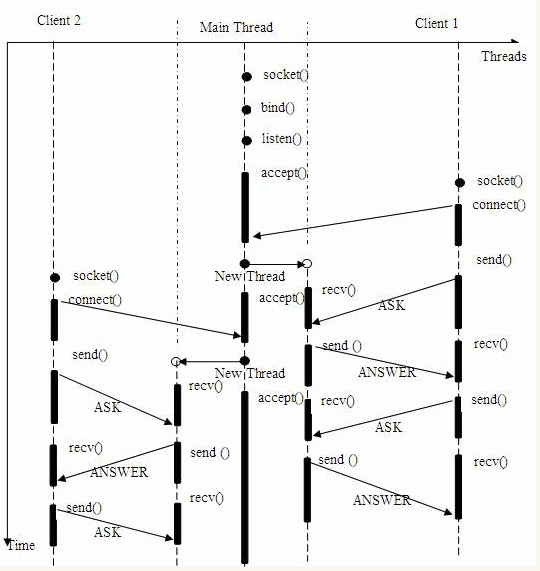 Client 2
Main Thread
Client 1
Threads
socket()
bind()
listen()
accept()
socket()
connect()
send()
socket()
New Thread
connect()
accept()
recv()
ASK
send()
send ()
recv()
ANSWER
New Thread
recv()
accept()
recv()
send()
ASK
ASK
recv()
send ()
send ()
recv()
ANSWER
recv()
ANSWER
send()
ASK
Time